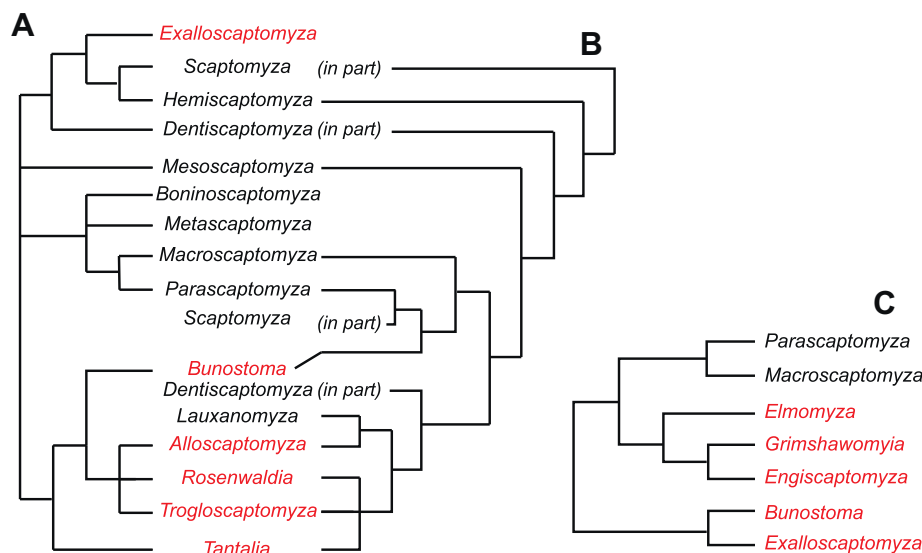 A
Exalloscaptomyza
B
Scaptomyza (in part)
Hemiscaptomyza
Dentiscaptomyza (in part)
Mesoscaptomyza
Boninoscaptomyza
Metascaptomyza
Macroscaptomyza
Parascaptomyza
Scaptomyza (in part)
Bunostoma
Dentiscaptomyza (in part)
Lauxanomyza
Alloscaptomyza
Rosenwaldia
Trogloscaptomyza
Tantalia
C
Parascaptomyza
Macroscaptomyza
Elmomyza
Grimshawomyia
Engiscaptomyza
Bunostoma
Exalloscaptomyza